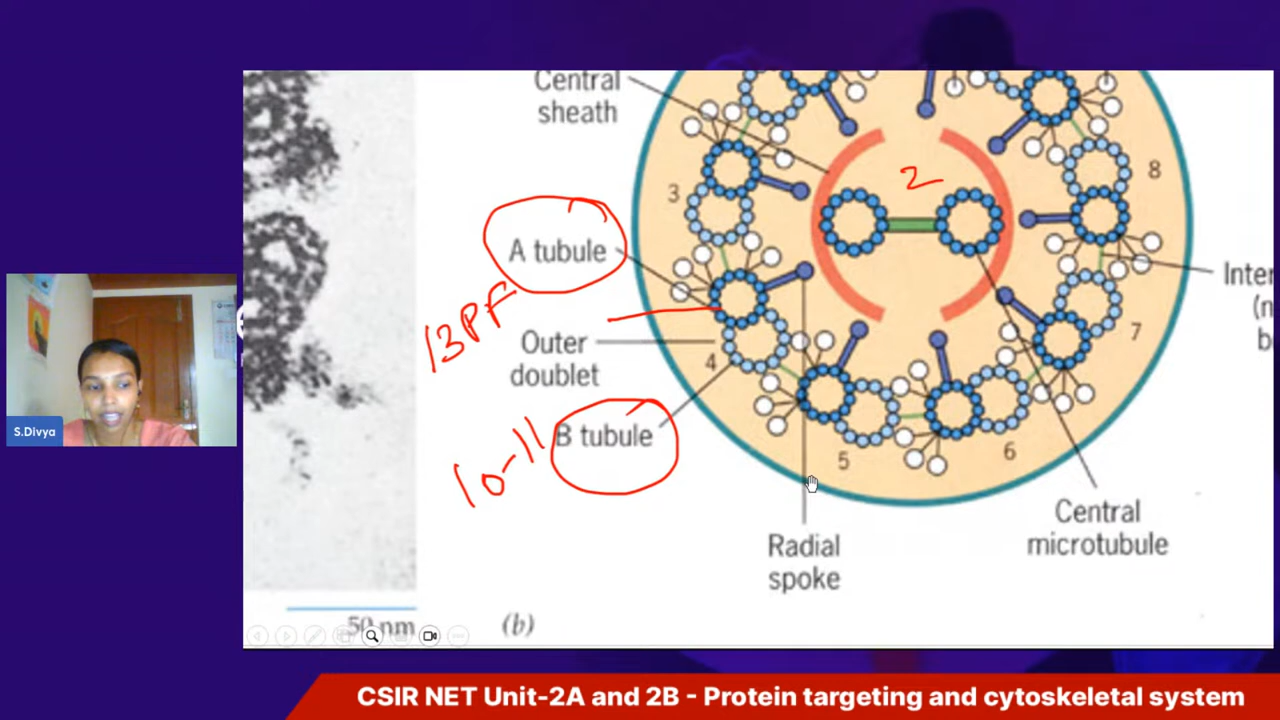 Central
sheath
2
3
8
A tubule
Inter
(n
b
13PF
7
Outer
doublet
4
10-11
B tubule
5
6
Central
microtubule
Radial
spoke
50 nm
(b)
S.Divya
CSIR NET Unit-2A and 2B - Protein targeting and cytoskeletal system